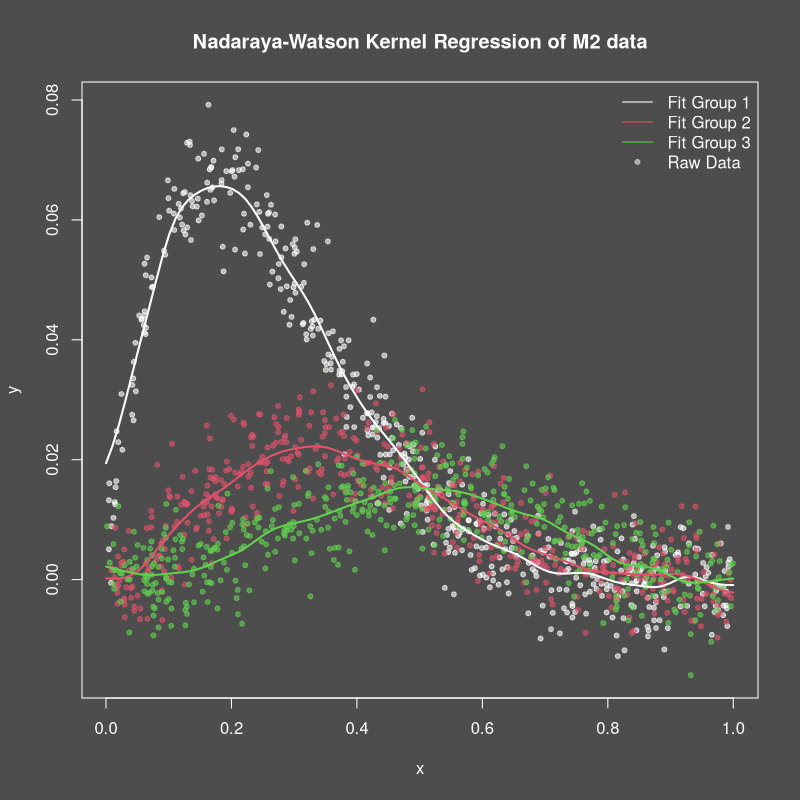 Nadaraya-Watson Kernel Regression of M2 data
Fit Group 1
Fit Group 2
Fit Group 3
Raw Data
0.08
0.06
0.04
0.02
0.00
y
0.0 0.2 0.4 0.6 0.8 1.0
x